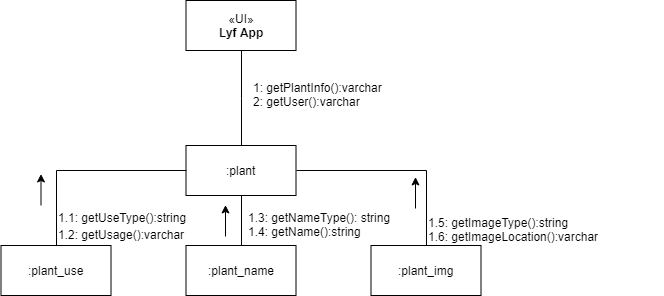 «UI»
Lyf App
1: getPlantInfo():varchar
2: getUser():varchar
:plant
1.1: getUseType():string
1.2: getUsage():varchar
1.3: getNameType(): string
1.4: getName():string
1.5: getImageType():string
1.6: getImageLocation():varchar
:plant_use
:plant_name
:plant_img